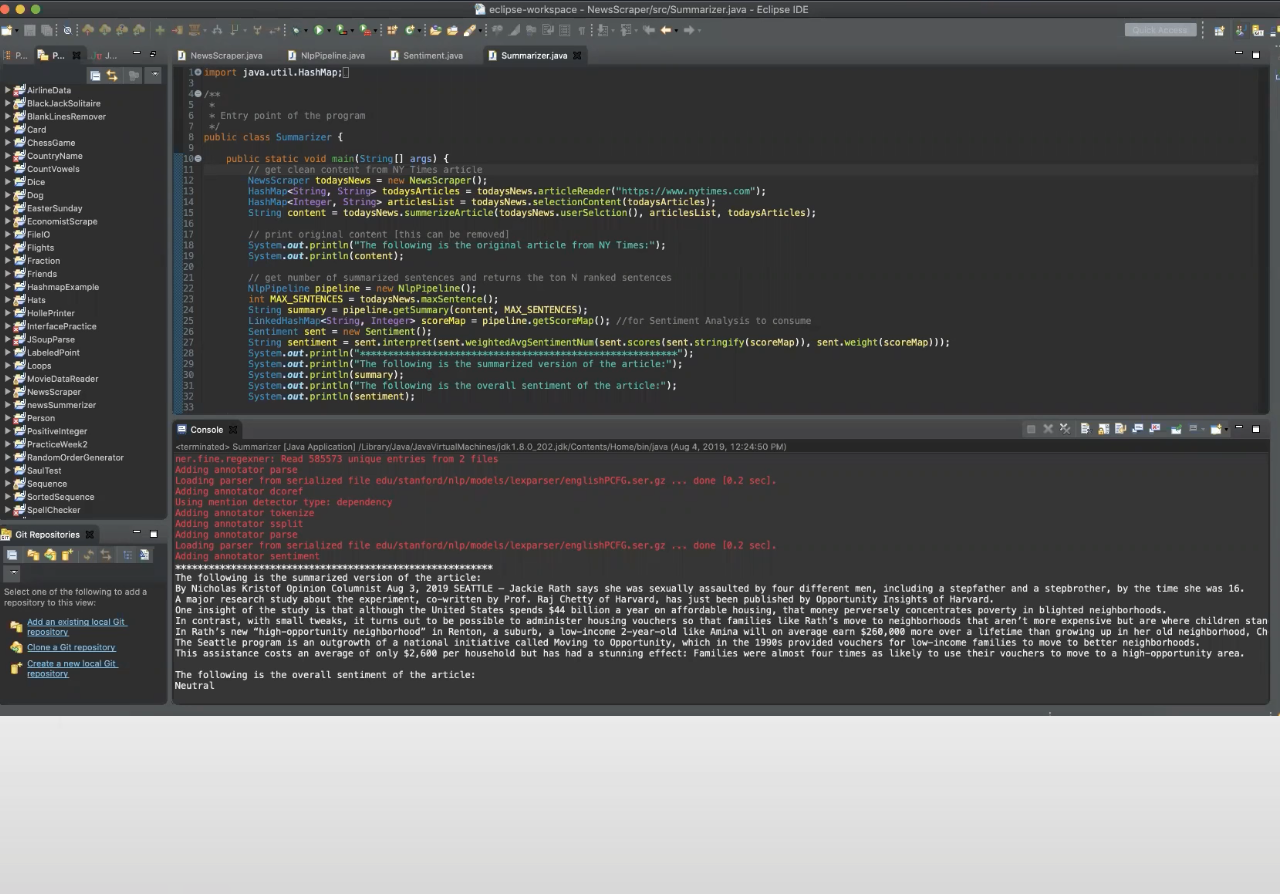 eclipse-workspace - NewsScraper/src/Summarizer.java - Eclipse IDE
Quick Access
P...
P...
J...
NewsScraper.java
NlpPipeline.java
Sentiment.java
Summarizer.java
AirlineData
BlackJackSolitaire
BlankLinesRemover
Card
ChessGame
CountryName
CountVowels
Dice
Dog
EasterSunday
EconomistScrape
FileIO
Flights
Fraction
Friends
HashmapExample
Hats
HollePrinter
InterfacePractice
JSoupParse
LabeledPoint
Loops
MovieDataReader
NewsScraper
newsSummerizer
Person
PositiveInteger
PracticeWeek2
RandomOrderGenerator
SaulTest
Sequence
SortedSequence
SpellChecker
1 import java.util.HashMap;
3
4 /**
5 *
6 * Entry point of the program
7 */
8 public class Summarizer {
9
10 public static void main(String[] args) {
11 // get clean content from NY Times article
12 NewsScraper todaysNews = new NewsScraper();
13 HashMap<String, String> todaysArticles = todaysNews.articleReader("https://www.nytimes.com");
14 HashMap<Integer, String> articlesList = todaysNews.selectionContent(todaysArticles);
15 String content = todaysNews.summerizeArticle(todaysNews.userSelction(), articlesList, todaysArticles);
16
17 // print original content [this can be removed]
18 System.out.println("The following is the original article from NY Times:");
19 System.out.println(content);
20
21 // get number of summarized sentences and returns the ton N ranked sentences
22 NlpPipeline pipeline = new NlpPipeline();
23 int MAX_SENTENCES = todaysNews.maxSentence();
24 String summary = pipeline.getSummary(content, MAX_SENTENCES);
25 LinkedHashMap<String, Integer> scoreMap = pipeline.getScoreMap(); //for Sentiment Analysis to consume
26 Sentiment sent = new Sentiment();
27 String sentiment = sent.interpret(sent.weightedAvgSentimentNum(sent.scores(sent.stringify(scoreMap)), sent.weight(scoreMap)));
28 System.out.println("*********************************************************");
29 System.out.println("The following is the summarized version of the article:");
30 System.out.println(summary);
31 System.out.println("The following is the overall sentiment of the article:");
32 System.out.println(sentiment);
33
Console
<terminated> Summarizer [Java Application] /Library/Java/JavaVirtualMachines/jdk1.8.0_202.jdk/Contents/Home/bin/java (Aug 4, 2019, 12:24:50 PM)
ner.fine.regexner: Read 585573 unique entries from 2 files
Adding annotator parse
Loading parser from serialized file edu/stanford/nlp/models/lexparser/englishPCFG.ser.gz ... done [0.2 sec].
Adding annotator dcoref
Using mention detector type: dependency
Adding annotator tokenize
Adding annotator ssplit
Adding annotator parse
Loading parser from serialized file edu/stanford/nlp/models/lexparser/englishPCFG.ser.gz ... done [0.2 sec].
Adding annotator sentiment
*********************************************************
The following is the summarized version of the article:
By Nicholas Kristof Opinion Columnist Aug 3, 2019 SEATTLE — Jackie Rath says she was sexually assaulted by four different men, including a stepfather and a stepbrother, by the time she was 16.
A major research study about the experiment, co-written by Prof. Raj Chetty of Harvard, has just been published by Opportunity Insights of Harvard.
One insight of the study is that although the United States spends $44 billion a year on affordable housing, that money perversely concentrates poverty in blighted neighborhoods.
In contrast, with small tweaks, it turns out to be possible to administer housing vouchers so that families like Rath's move to neighborhoods that aren't more expensive but are where children stan
In Rath's new “high-opportunity neighborhood” in Renton, a suburb, a low-income 2-year-old like Amina will on average earn $260,000 more over a lifetime than growing up in her old neighborhood, Ch
The Seattle program is an outgrowth of a national initiative called Moving to Opportunity, which in the 1990s provided vouchers for low-income families to move to better neighborhoods.
This assistance costs an average of only $2,600 per household but has had a stunning effect: Families were almost four times as likely to use their vouchers to move to a high-opportunity area.
The following is the overall sentiment of the article:
Neutral
Git Repositories
Select one of the following to add a
repository to this view:
Add an existing local Git
repository
Clone a Git repository
Create a new local Git
repository